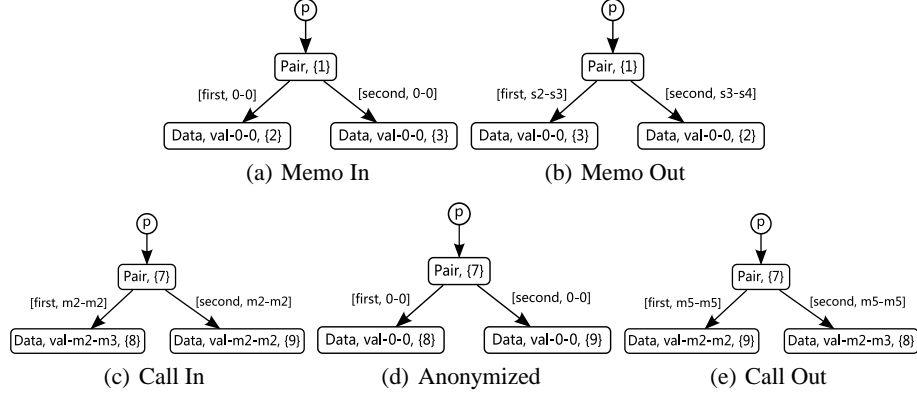 p
Pair, {1}
[first, 0-0]
[second, 0-0]
Data, val-0-0, {2}
Data, val-0-0, {3}
(a) Memo In
p
Pair, {1}
[first, s2-s3]
[second, s3-s4]
Data, val-0-0, {3}
Data, val-0-0, {2}
(b) Memo Out
p
Pair, {7}
[first, m2-m2]
[second, m2-m2]
Data, val-m2-m3, {8}
Data, val-m2-m2, {9}
(c) Call In
p
Pair, {7}
[first, 0-0]
[second, 0-0]
Data, val-0-0, {8}
Data, val-0-0, {9}
(d) Anonymized
p
Pair, {7}
[first, m5-m5]
[second, m5-m5]
Data, val-m2-m2, {9}
Data, val-m2-m3, {8}
(e) Call Out